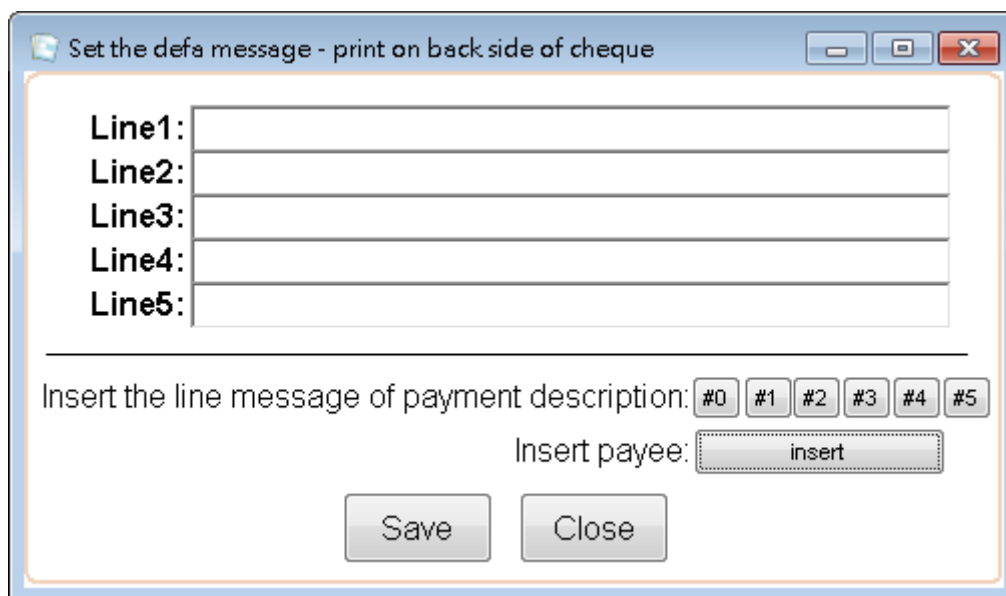 Set the defa message - print on back side of cheque
Line1:
Line2:
Line3:
Line4:
Line5:
Insert the line message of payment description: #0 #1 #2 #3 #4 #5
Insert payee: insert
Save Close